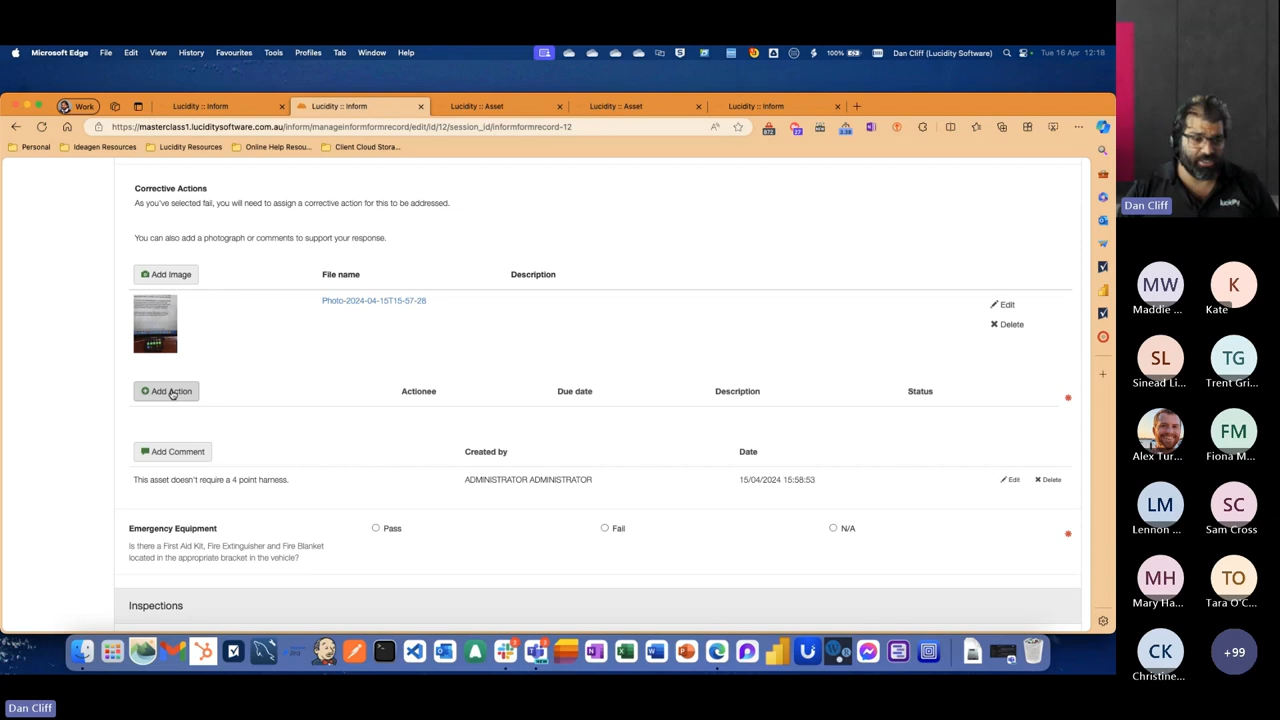 Microsoft Edge File Edit View History Favourites Tools Profiles Tab Window Help 100% Dan Cliff (Lucidity Software) Tue 16 Apr 12:18
Work Lucidity :: Inform Lucidity :: Inform Lucidity :: Asset Lucidity :: Asset Lucidity :: Inform
https://masterclass1.luciditysoftware.com.au/inform/manageinformformrecord/edit/id/12/session_id/informformrecord-12
Personal Ideagen Resources Lucidity Resources Online Help Resou... Client Cloud Stora...
Corrective Actions
As you've selected fail, you will need to assign a corrective action for this to be addressed.
You can also add a photograph or comments to support your response.
Add Image File name Description
Photo-2024-04-15T15-57-28
Edit
Delete
Add Action Actionee Due date Description Status
Add Comment Created by Date
This asset doesn't require a 4 point harness. ADMINISTRATOR ADMINISTRATOR 15/04/2024 15:58:53 Edit Delete
Emergency Equipment Pass Fail N/A
Is there a First Aid Kit, Fire Extinguisher and Fire Blanket
located in the appropriate bracket in the vehicle?
Inspections
Dan Cliff
lucidity
MW K
Maddie ... Kate
SL TG
Sinead Li... Trent Gri...
FM
Alex Tur... Fiona M...
LM SC
Lennon ... Sam Cross
MH TO
Mary Ha... Tara O'C...
CK +99
Christine...
Dan Cliff